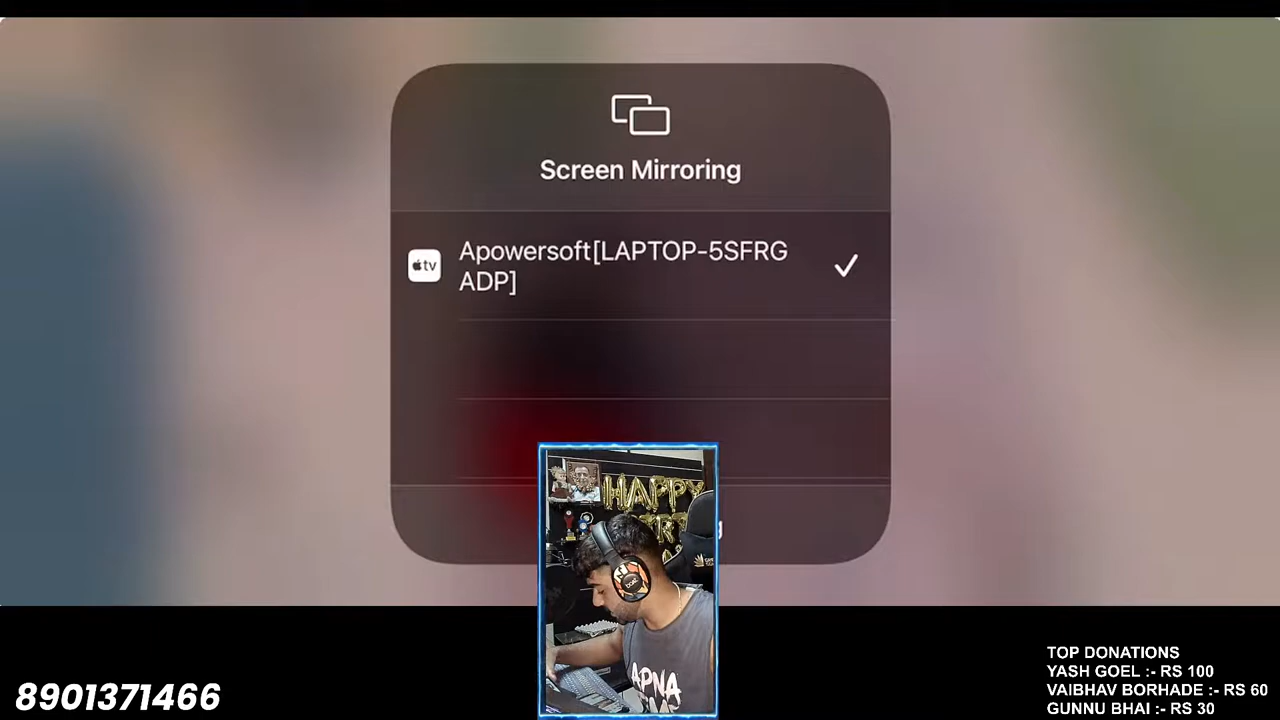 Screen Mirroring
tv
Apowersoft[LAPTOP-5SFRG
ADP]
HAPPY
boAt
APNA
8901371466
TOP DONATIONS
YASH GOEL :- RS 100
VAIBHAV BORHADE :- RS 60
GUNNU BHAI :- RS 30